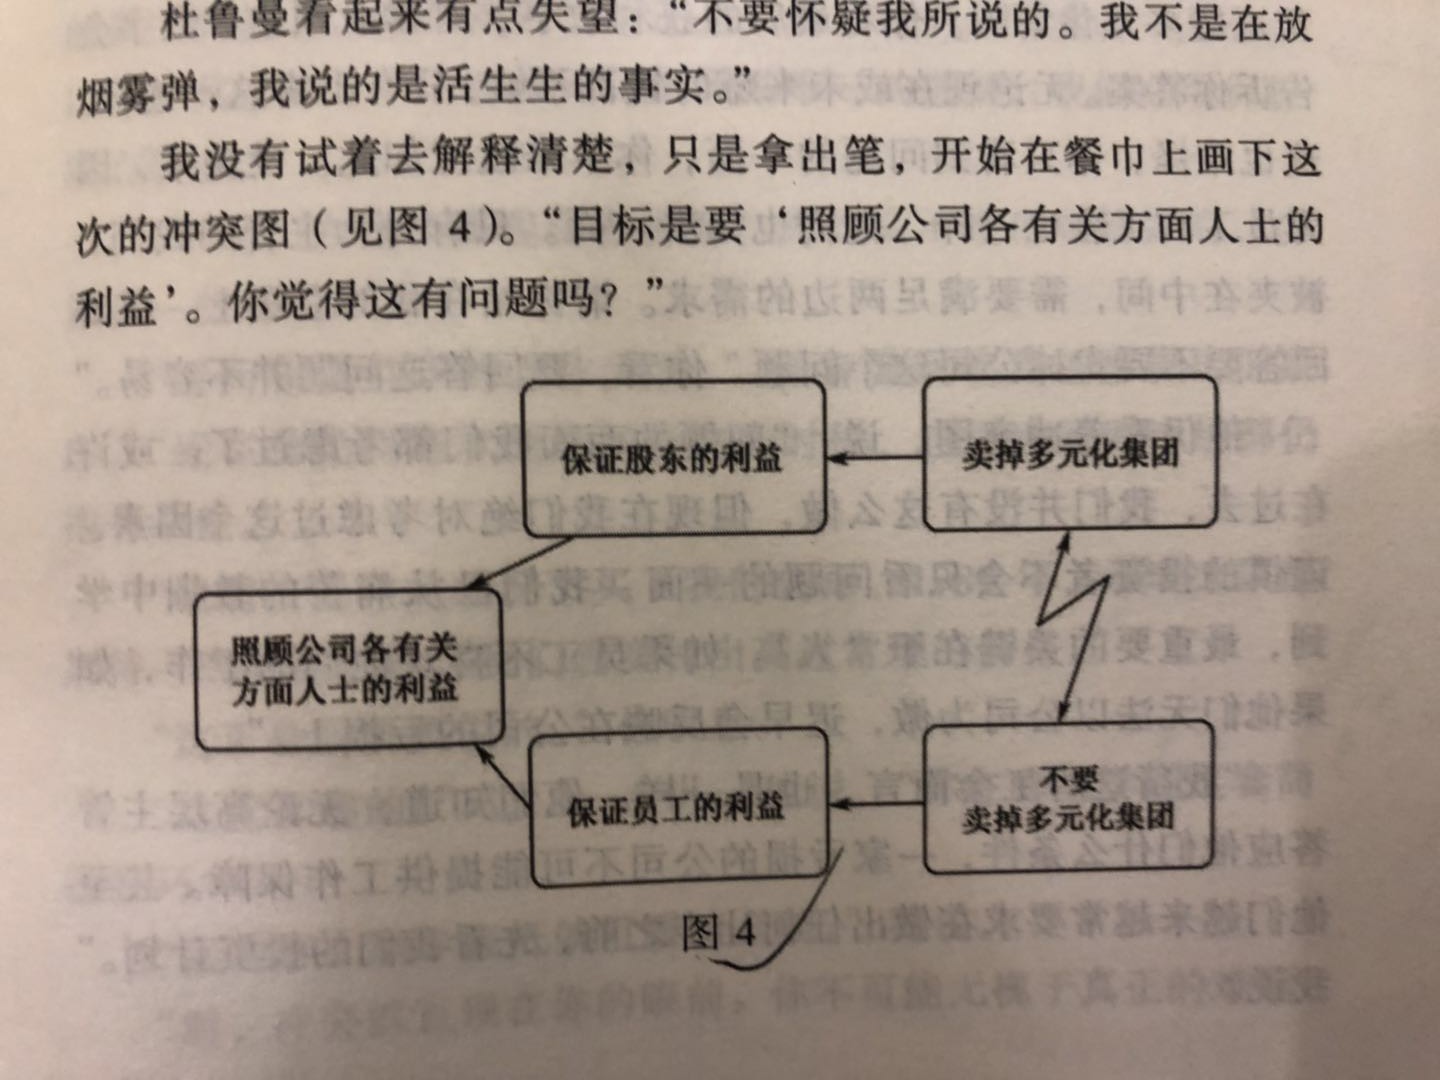 杜鲁曼看起来有点失望：“不要怀疑我所说的。我不是在放
烟雾弹，我说的是活生生的事实。”
我没有试着去解释清楚，只是拿出笔，开始在餐巾上画下这
次的冲突图（见图 4）。“目标是要‘照顾公司各有关方面人士的
利益’。你觉得这有问题吗？”
保证股东的利益
卖掉多元化集团
照顾公司各有关
方面人士的利益
保证员工的利益
不要
卖掉多元化集团
图 4